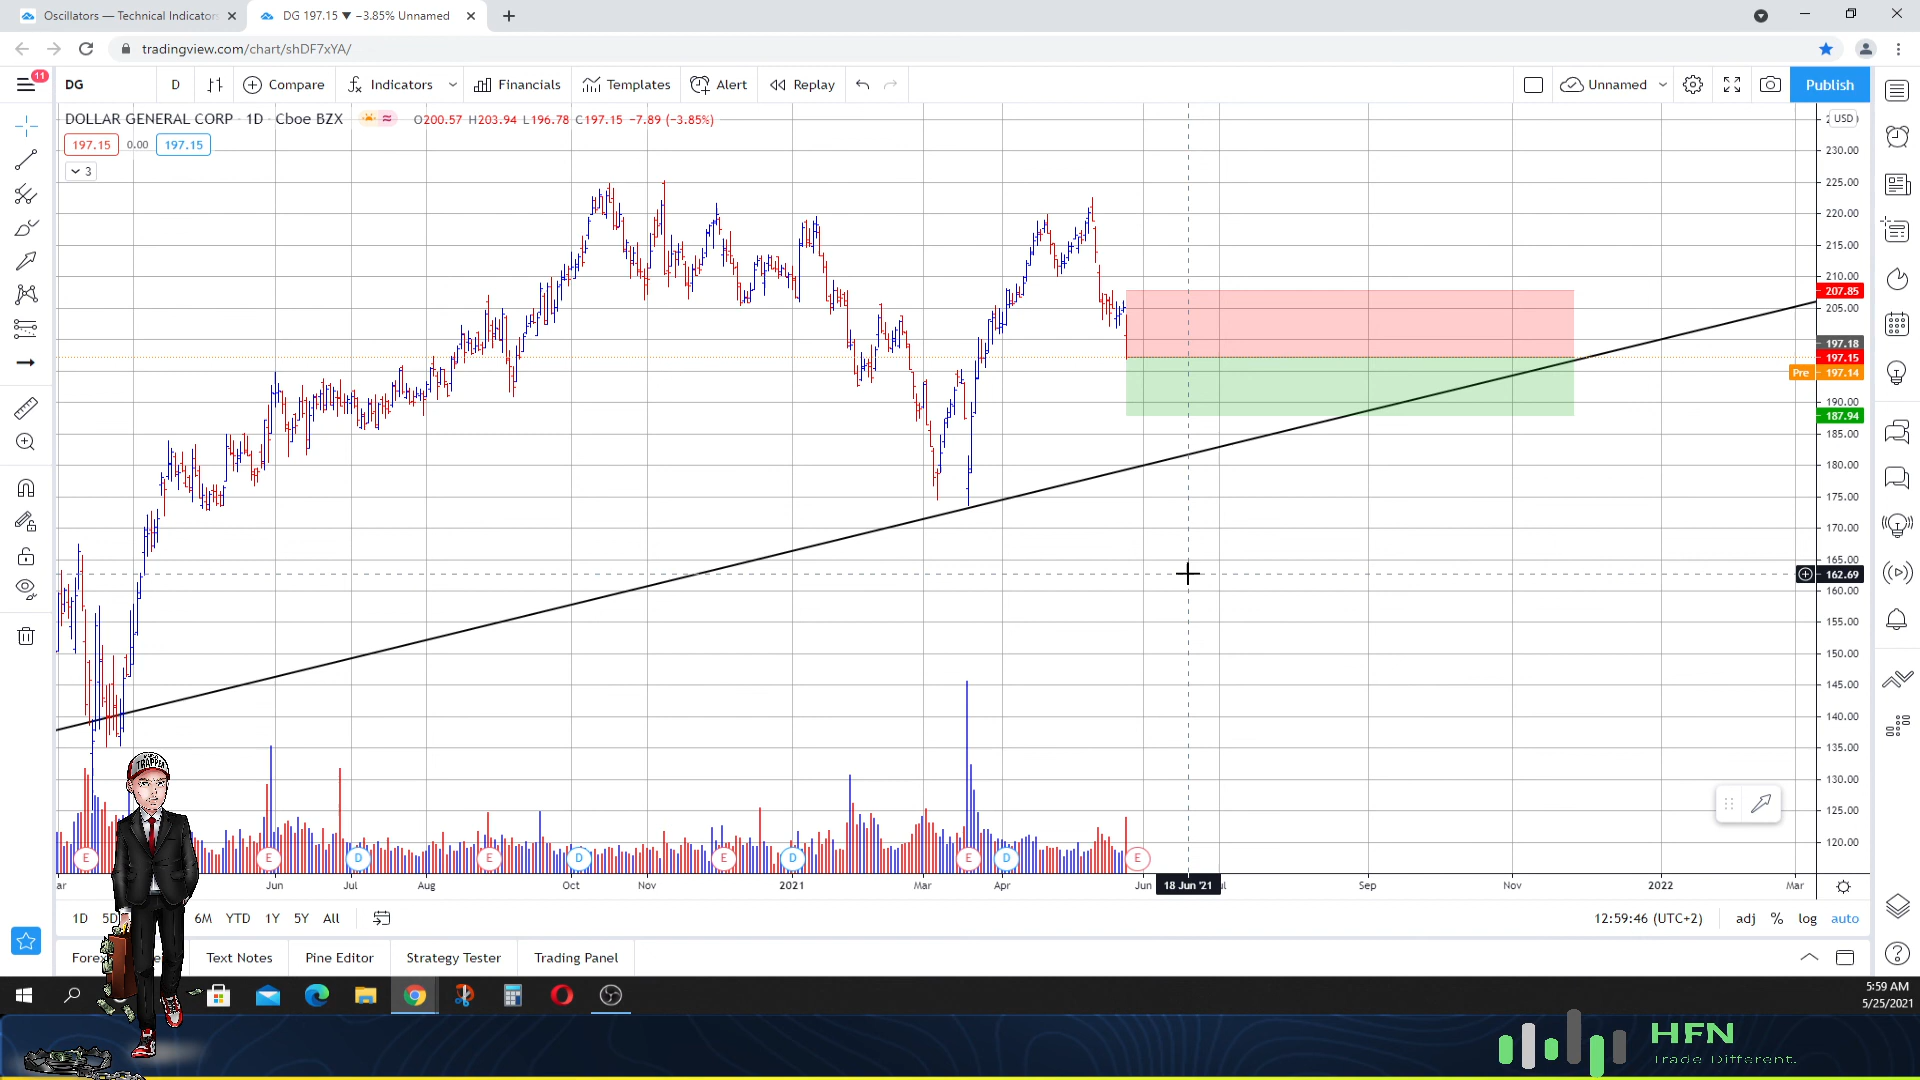 Oscillators — Technical Indicator
DG 197.15 ▼ −3.85% Unnamed
tradingview.com/chart/shDF7xYA/
11
DG
D
Compare
Indicators
Financials
Templates
Alert
Replay
Unnamed
Publish
DOLLAR GENERAL CORP · 1D · Cboe BZX
O200.57 H203.94 L196.78 C197.15 −7.89 (−3.85%)
197.15 0.00 197.15
3
USD
230.00
225.00
220.00
215.00
210.00
207.85
205.00
197.18
197.15
Pre 197.14
190.00
187.94
185.00
180.00
175.00
170.00
165.00
162.69
160.00
155.00
150.00
145.00
140.00
135.00
130.00
125.00
120.00
TRAPPER
E E D E D E D E D E
ar Jun Jul Aug Oct Nov 2021 Mar Apr Jun 18 Jun '21 Sep Nov 2022 Mar
1D 5D 6M YTD 1Y 5Y All
12:59:46 (UTC+2) adj % log auto
Text Notes
Pine Editor
Strategy Tester
Trading Panel
5:59 AM
5/25/2021
HFN
Trade Different.